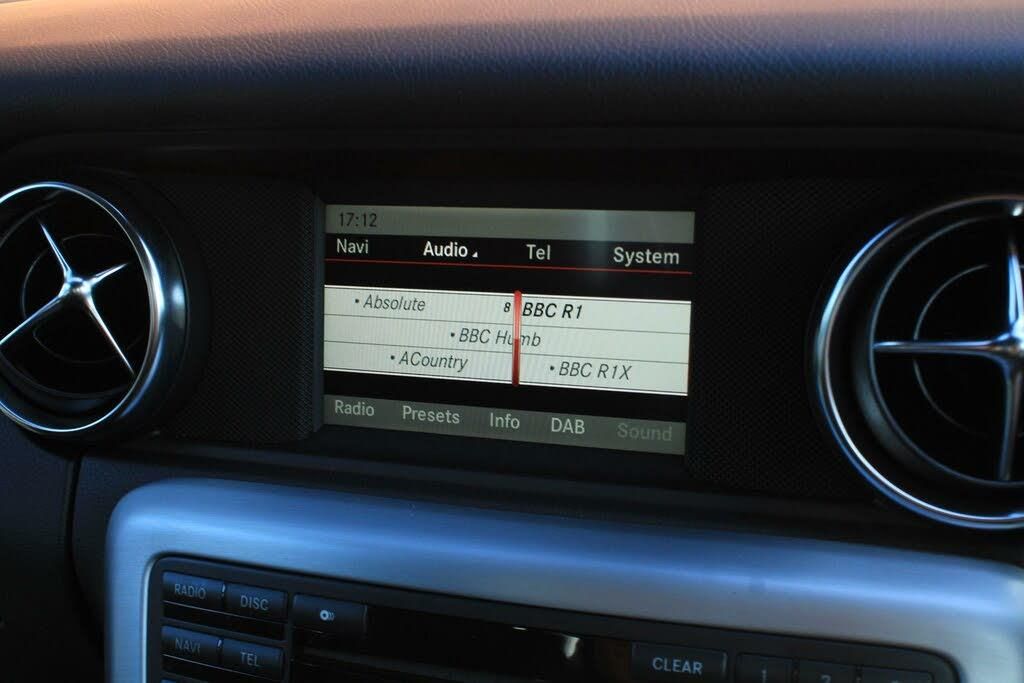 17:12
Navi Audio Tel System
• Absolute 8 BBC R1
• BBC Humb
• ACountry • BBC R1X
Radio Presets Info DAB Sound
RADIO DISC
NAVI TEL CLEAR 1 2